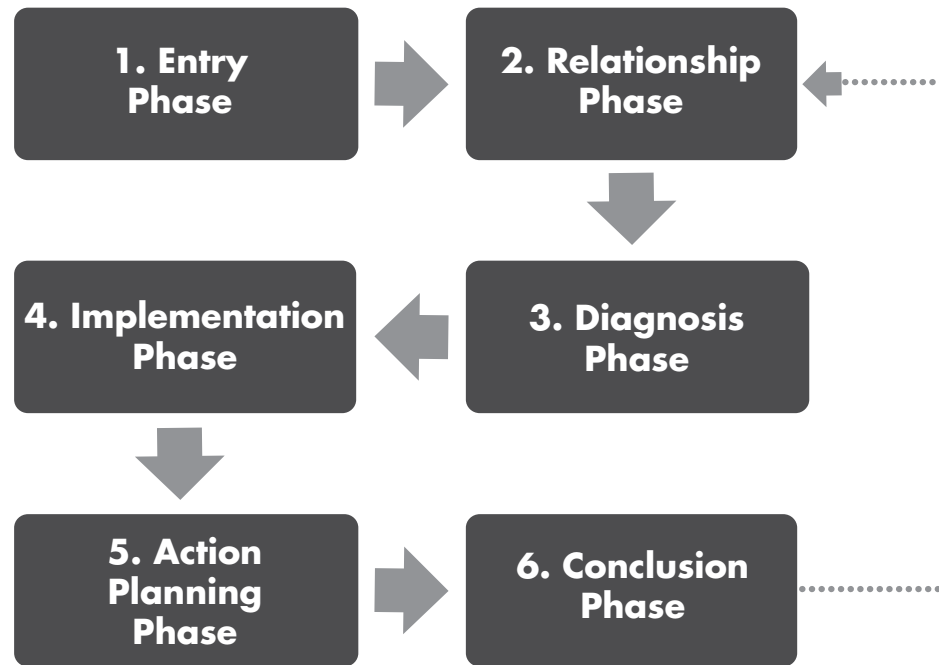 1. Entry
Phase
2. Relationship
Phase
3. Diagnosis
Phase
4. Implementation
Phase
5. Action
Planning
Phase
6. Conclusion
Phase